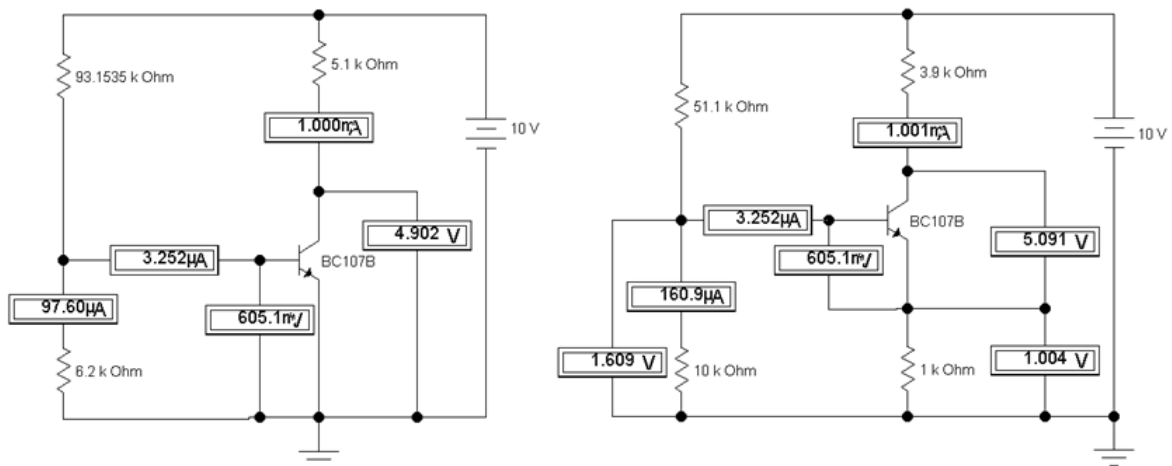 93.1535 k Ohm
5.1 k Ohm
1.000mA
10 V
4.902 V
3.252µA
BC107B
97.60µA
605.1mV
6.2 k Ohm
51.1 k Ohm
3.9 k Ohm
1.001mA
10 V
3.252µA
BC107B
5.091 V
605.1mV
160.9µA
1.609 V
10 k Ohm
1 k Ohm
1.004 V